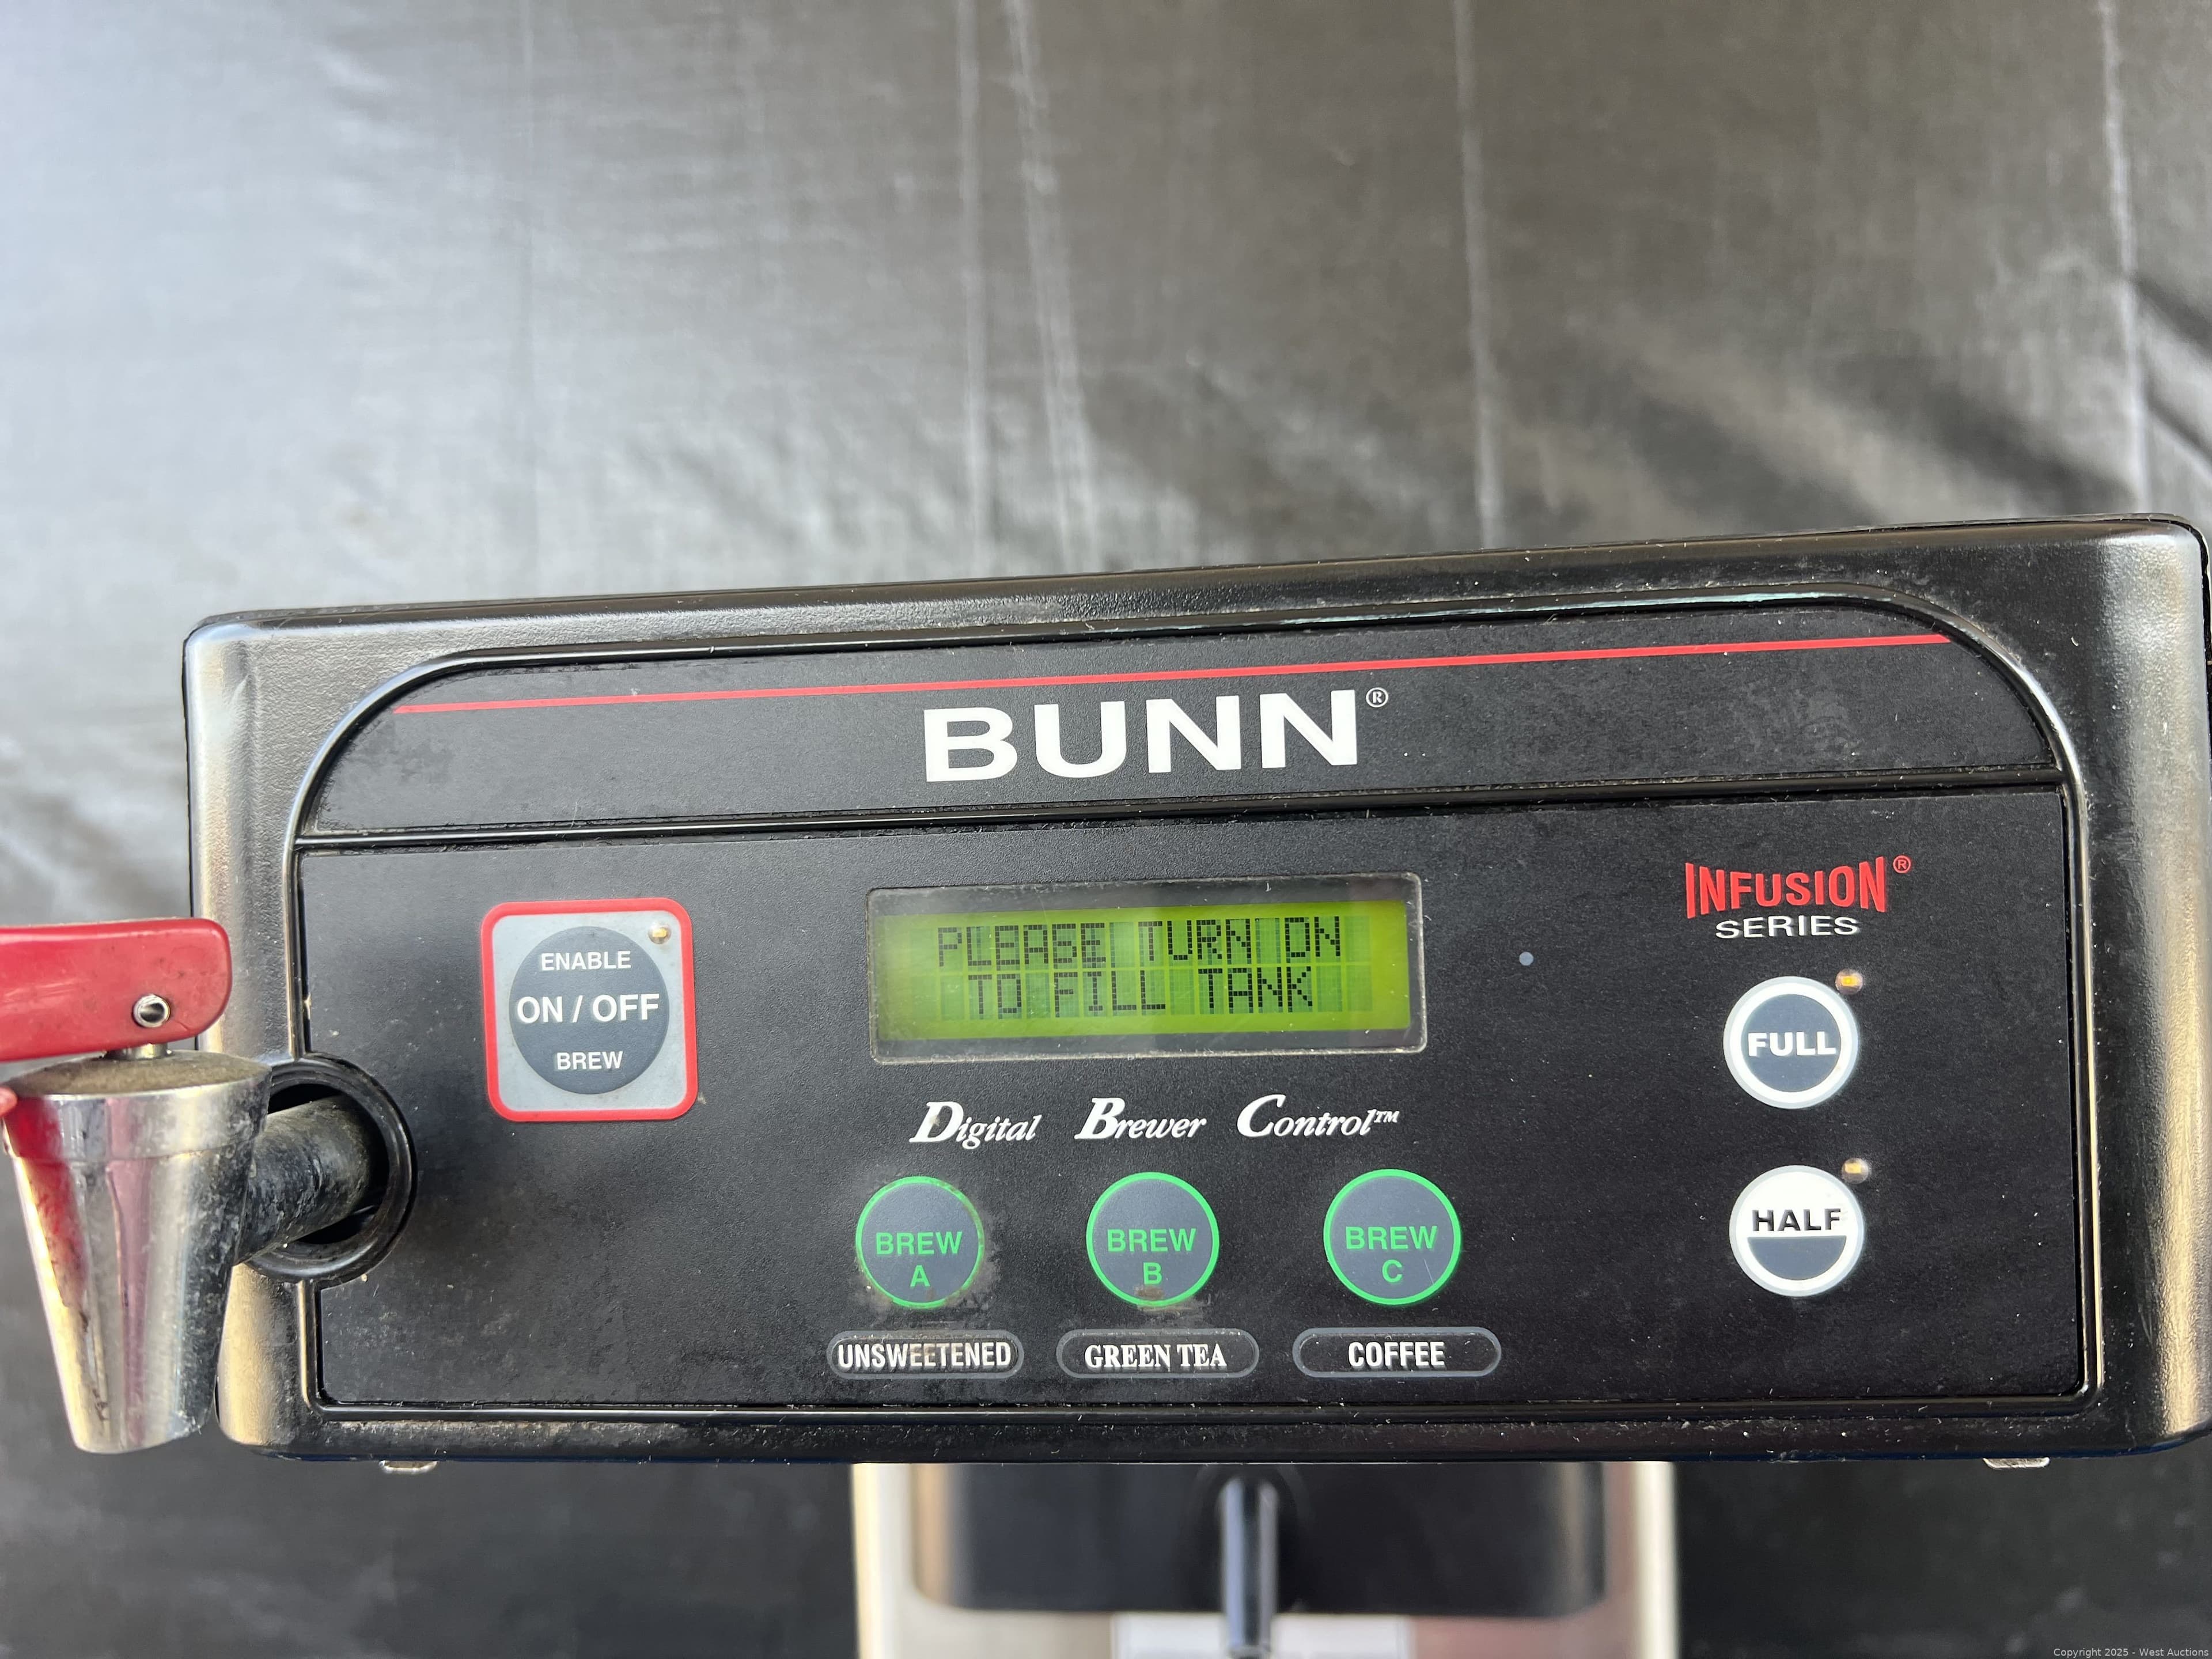 BUNN®
INFUSION®
SERIES
ENABLE
ON / OFF
BREW
PLEASE TURN ON
TO FILL TANK
FULL
Digital Brewer Control™
HALF
BREW
A
BREW
B
BREW
C
UNSWEETENED
GREEN TEA
COFFEE
Copyright 2025 - West Auctions